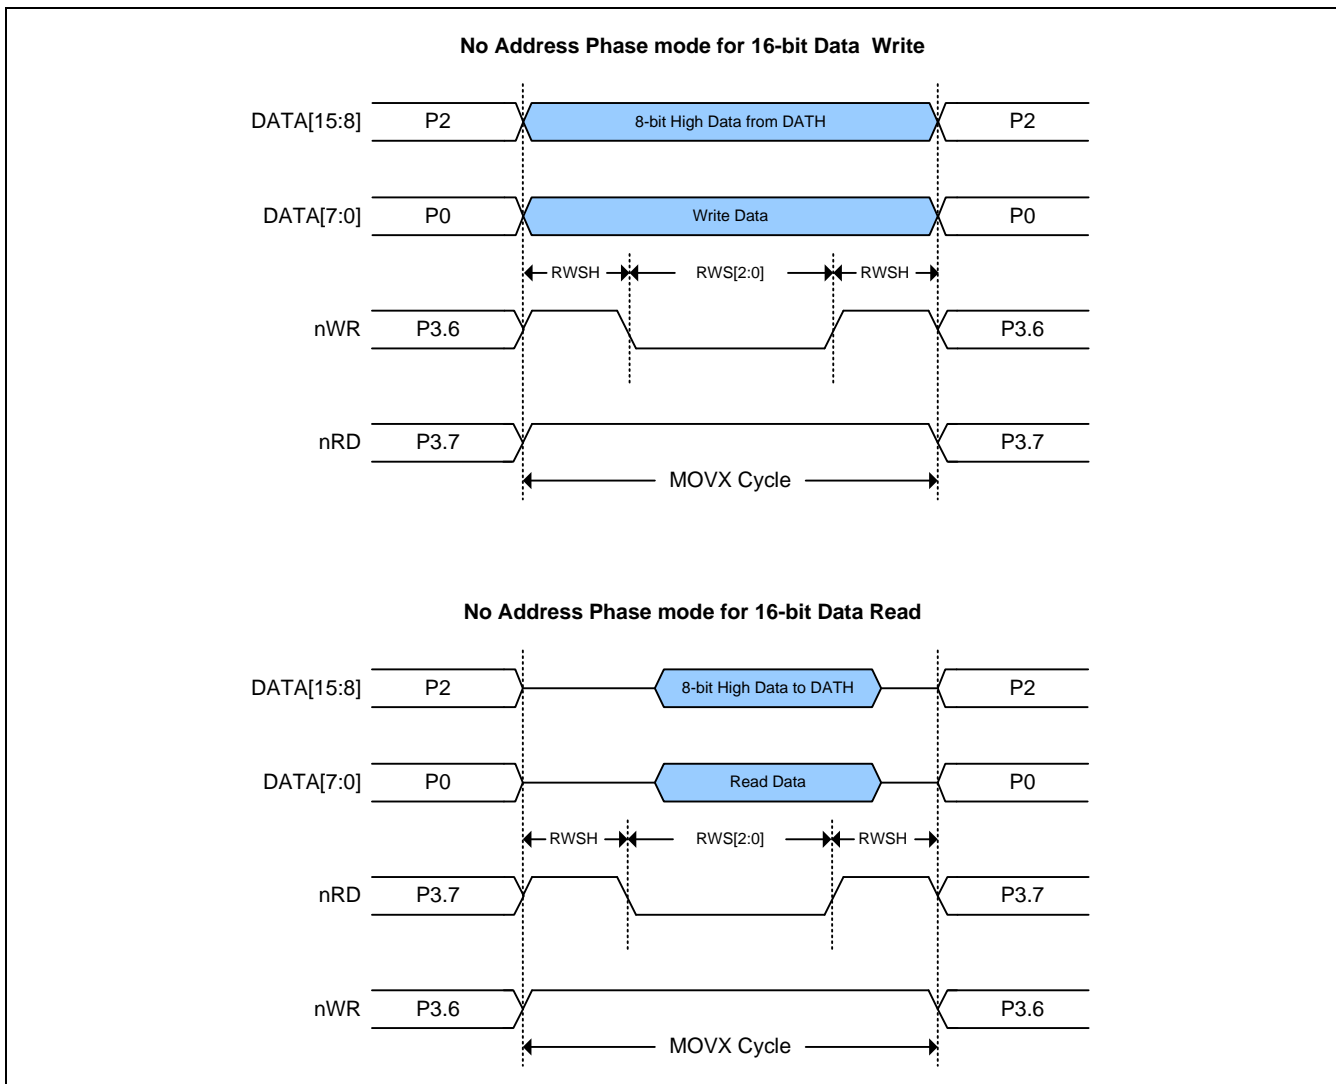 No Address Phase mode for 16-bit Data  Write
DATA[15:8] P2 8-bit High Data from DATH P2
DATA[7:0] P0 Write Data P0
RWSH RWS[2:0] RWSH
nWR P3.6 P3.6
nRD P3.7 P3.7
MOVX Cycle
No Address Phase mode for 16-bit Data Read
DATA[15:8] P2 8-bit High Data to DATH P2
DATA[7:0] P0 Read Data P0
RWSH RWS[2:0] RWSH
nRD P3.7 P3.7
nWR P3.6 P3.6
MOVX Cycle